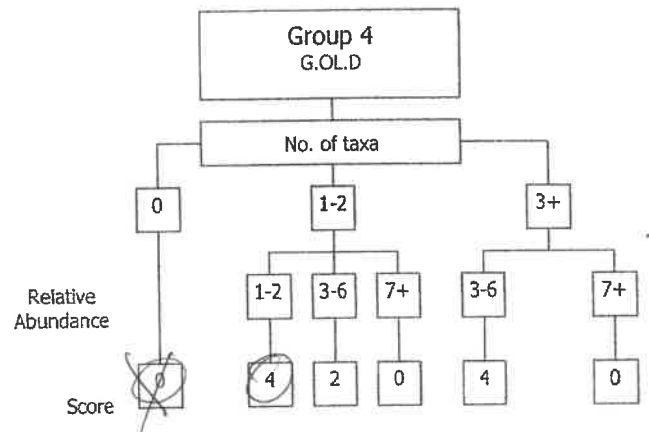 Group 4
G.OL.D
No. of taxa
0 1-2 3+
Relative
Abundance
1-2 3-6 7+ 3-6 7+
Score
0 4 2 0 4 0